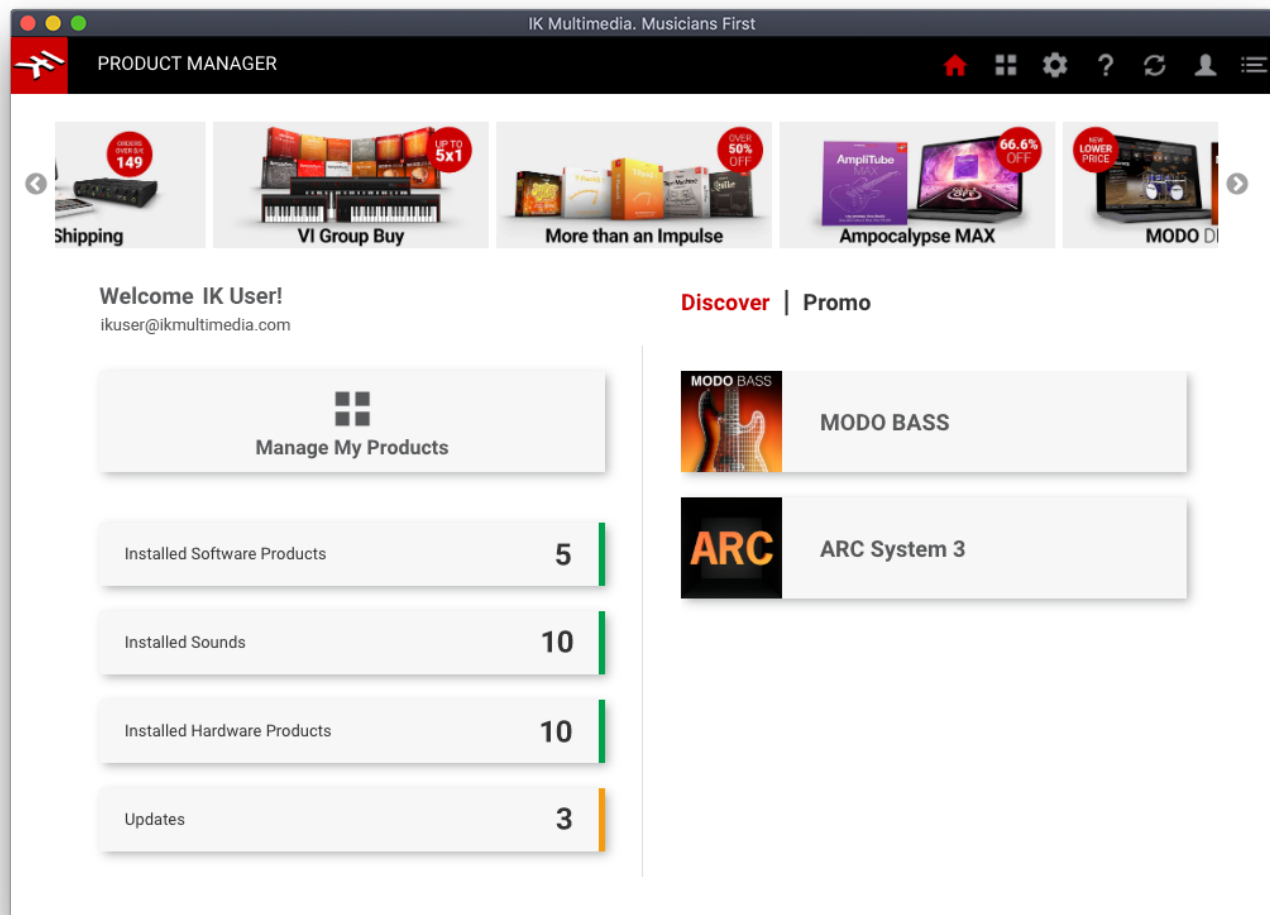 IK Multimedia. Musicians First
PRODUCT MANAGER
ORDERS
OVER $/€
149
Shipping
UP TO
5x1
VI Group Buy
OVER
50%
OFF
More than an Impulse
AmpliTube
MAX
66.6%
OFF
Ampocalypse MAX
NEW
LOWER
PRICE
MODO D
Welcome IK User!
ikuser@ikmultimedia.com
Discover | Promo
Manage My Products
MODO BASS
MODO BASS
Installed Software Products 5
ARC
ARC System 3
Installed Sounds 10
Installed Hardware Products 10
Updates 3